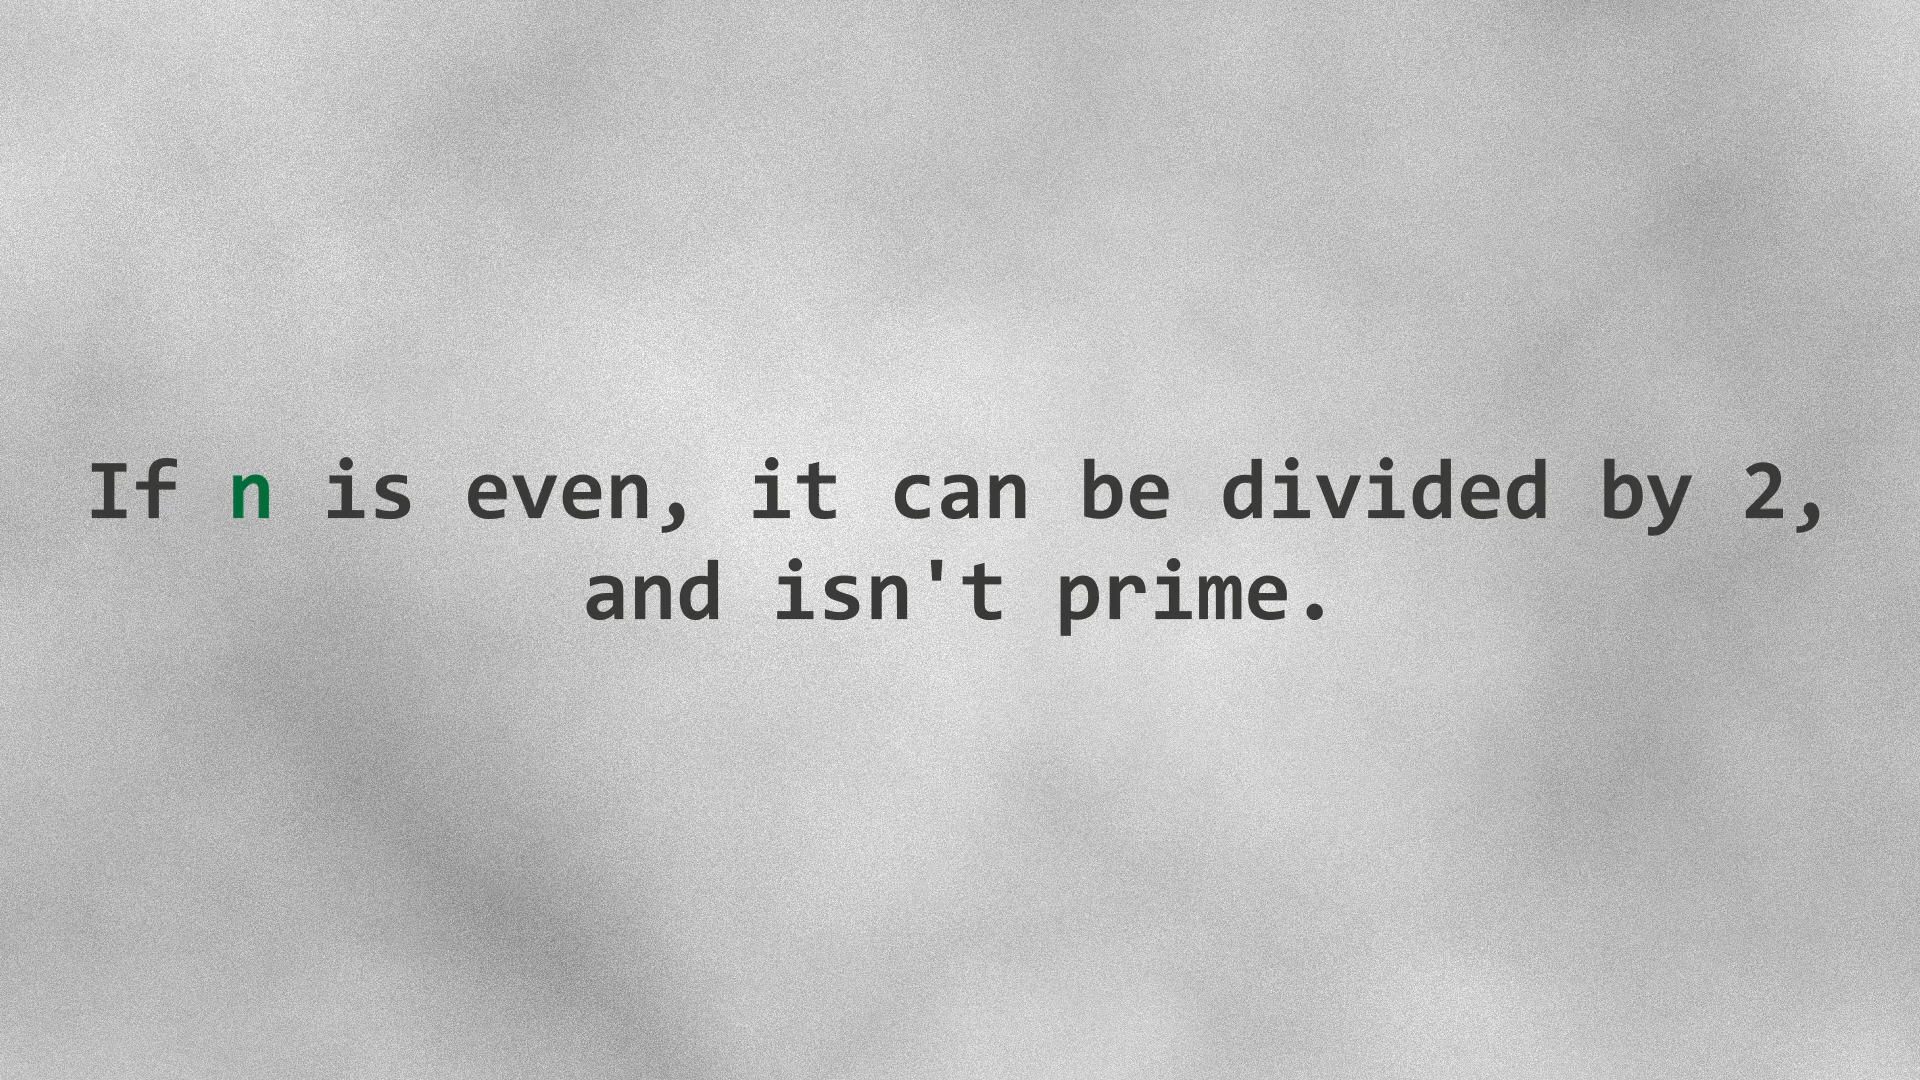 If n is even, it can be divided by 2,
and isn't prime.